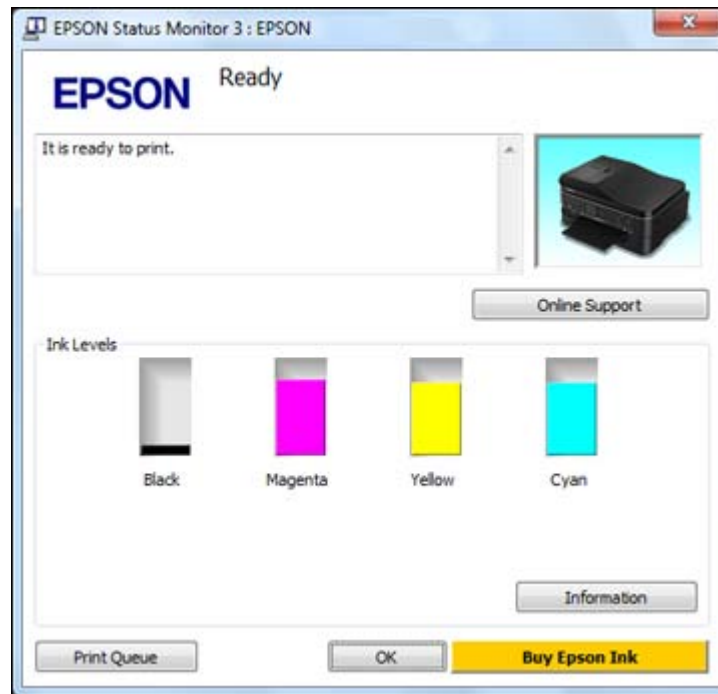 EPSON Status Monitor 3 : EPSON
EPSON
Ready
It is ready to print.
Online Support
Ink Levels
Black Magenta Yellow Cyan
Information
Print Queue OK Buy Epson Ink